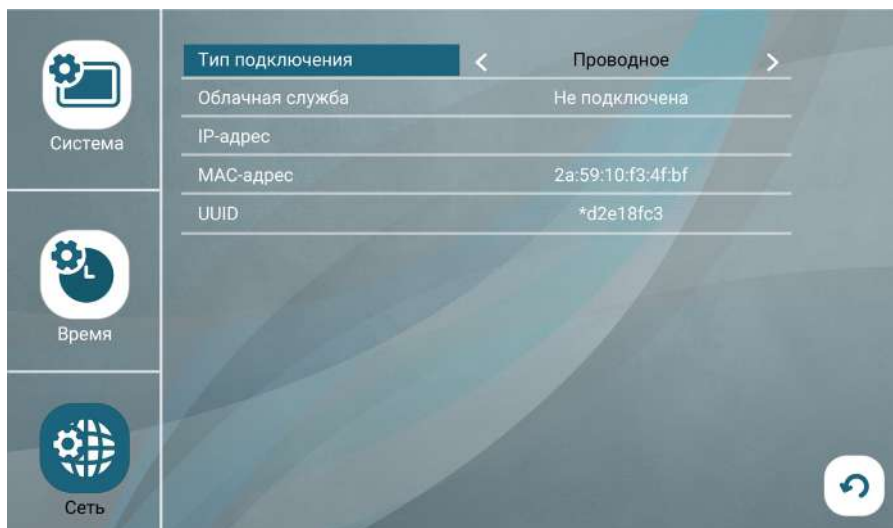 Система
Время
Сеть
Тип подключения < Проводное >
Облачная служба Не подключена
IP-адрес
MAC-адрес 2a:59:10:f3:4f:bf
UUID *d2e18fc3